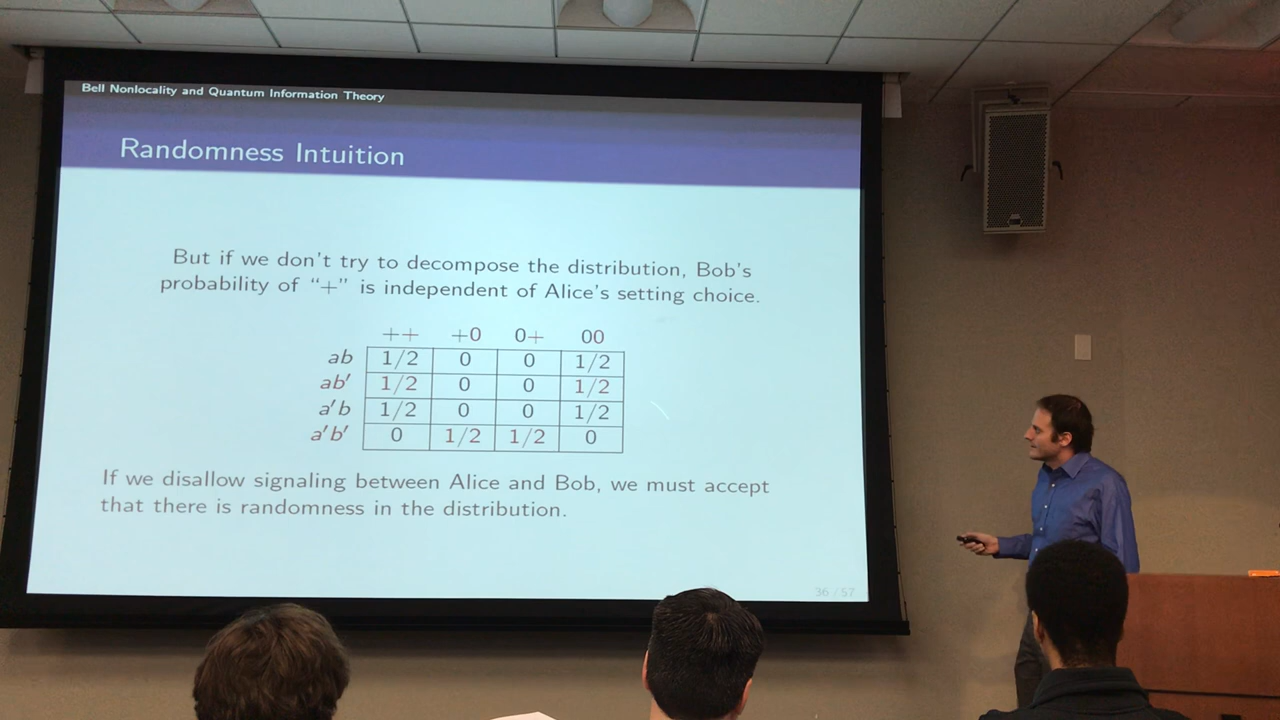 Bell Nonlocality and Quantum Information Theory
Randomness Intuition
But if we don't try to decompose the distribution, Bob's
probability of “+” is independent of Alice's setting choice.
++ +0 0+ 00
ab 1/2 0 0 1/2
ab′ 1/2 0 0 1/2
a′b 1/2 0 0 1/2
a′b′ 0 1/2 1/2 0
If we disallow signaling between Alice and Bob, we must accept
that there is randomness in the distribution.
36 / 57